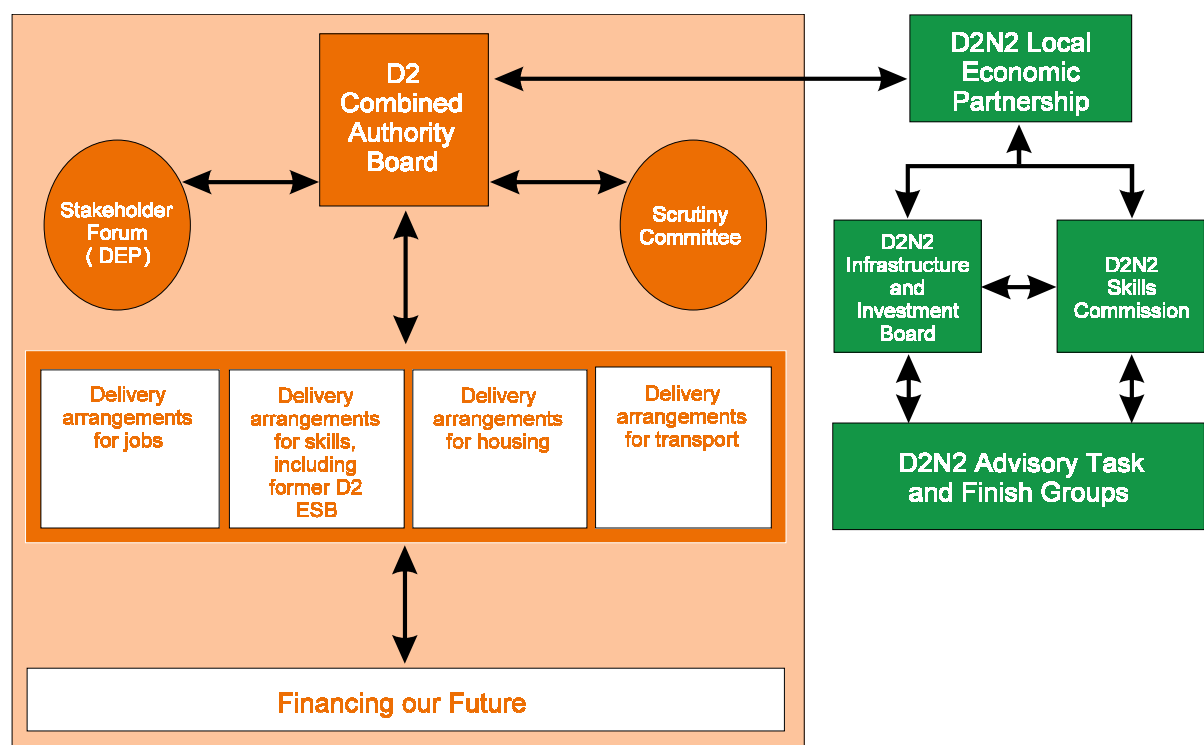 D2
Combined
Authority
Board
D2N2 Local
Economic
Partnership
Stakeholder
Forum
( DEP)
Scrutiny
Committee
D2N2
Infrastructure
and
Investment
Board
D2N2
Skills
Commission
Delivery
arrangements
for jobs
Delivery
arrangements
for skills,
including
former D2
ESB
Delivery
arrangements
for housing
Delivery
arrangements
for transport
D2N2 Advisory Task
and Finish Groups
Financing our Future